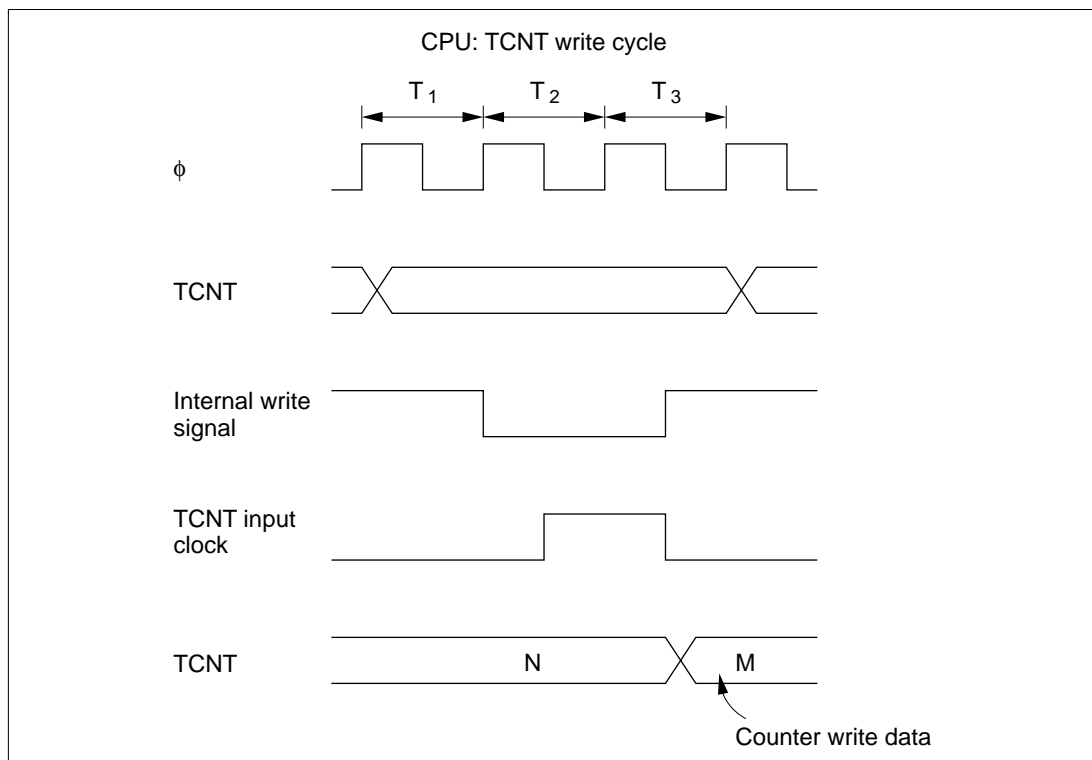 CPU: TCNT write cycle
T1 T2 T3
ϕ
TCNT
Internal write
signal
TCNT input
clock
TCNT
N M
Counter write data